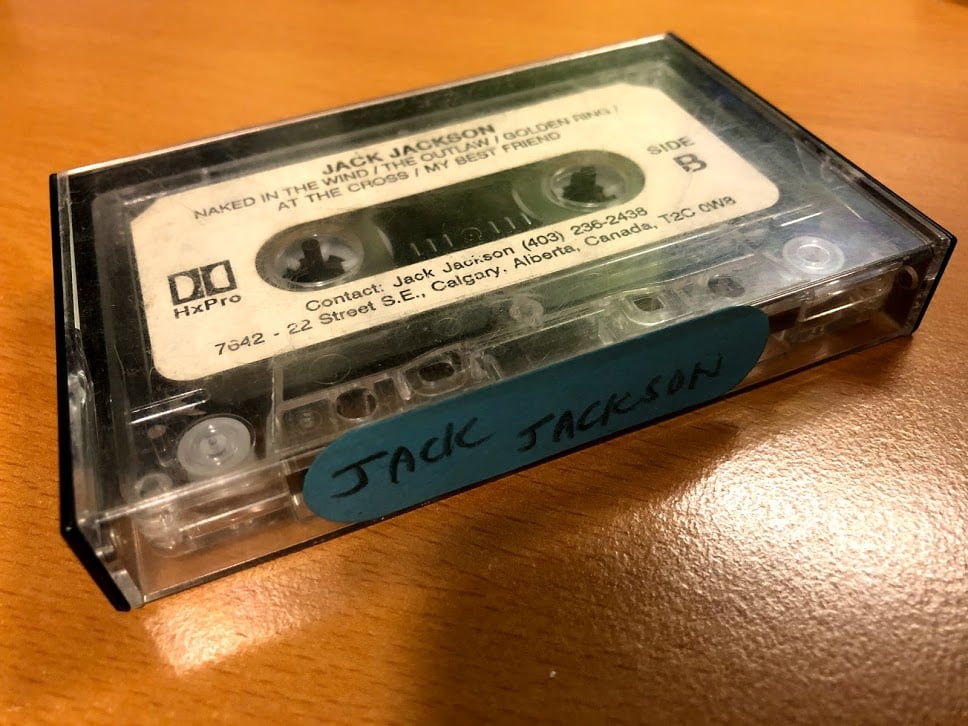 JACK JACKSON
NAKED IN THE WIND / THE OUTLAW / GOLDEN RING /
AT THE CROSS / MY BEST FRIEND
SIDE
B
HxPro
Contact: Jack Jackson (403) 236-2438
7642 - 22 Street S.E., Calgary, Alberta, Canada, T2C 0W8
JACK JACKSON